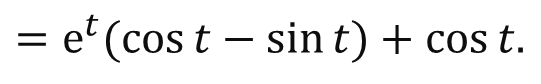 = e^t(cos t − sin t) + cos t.